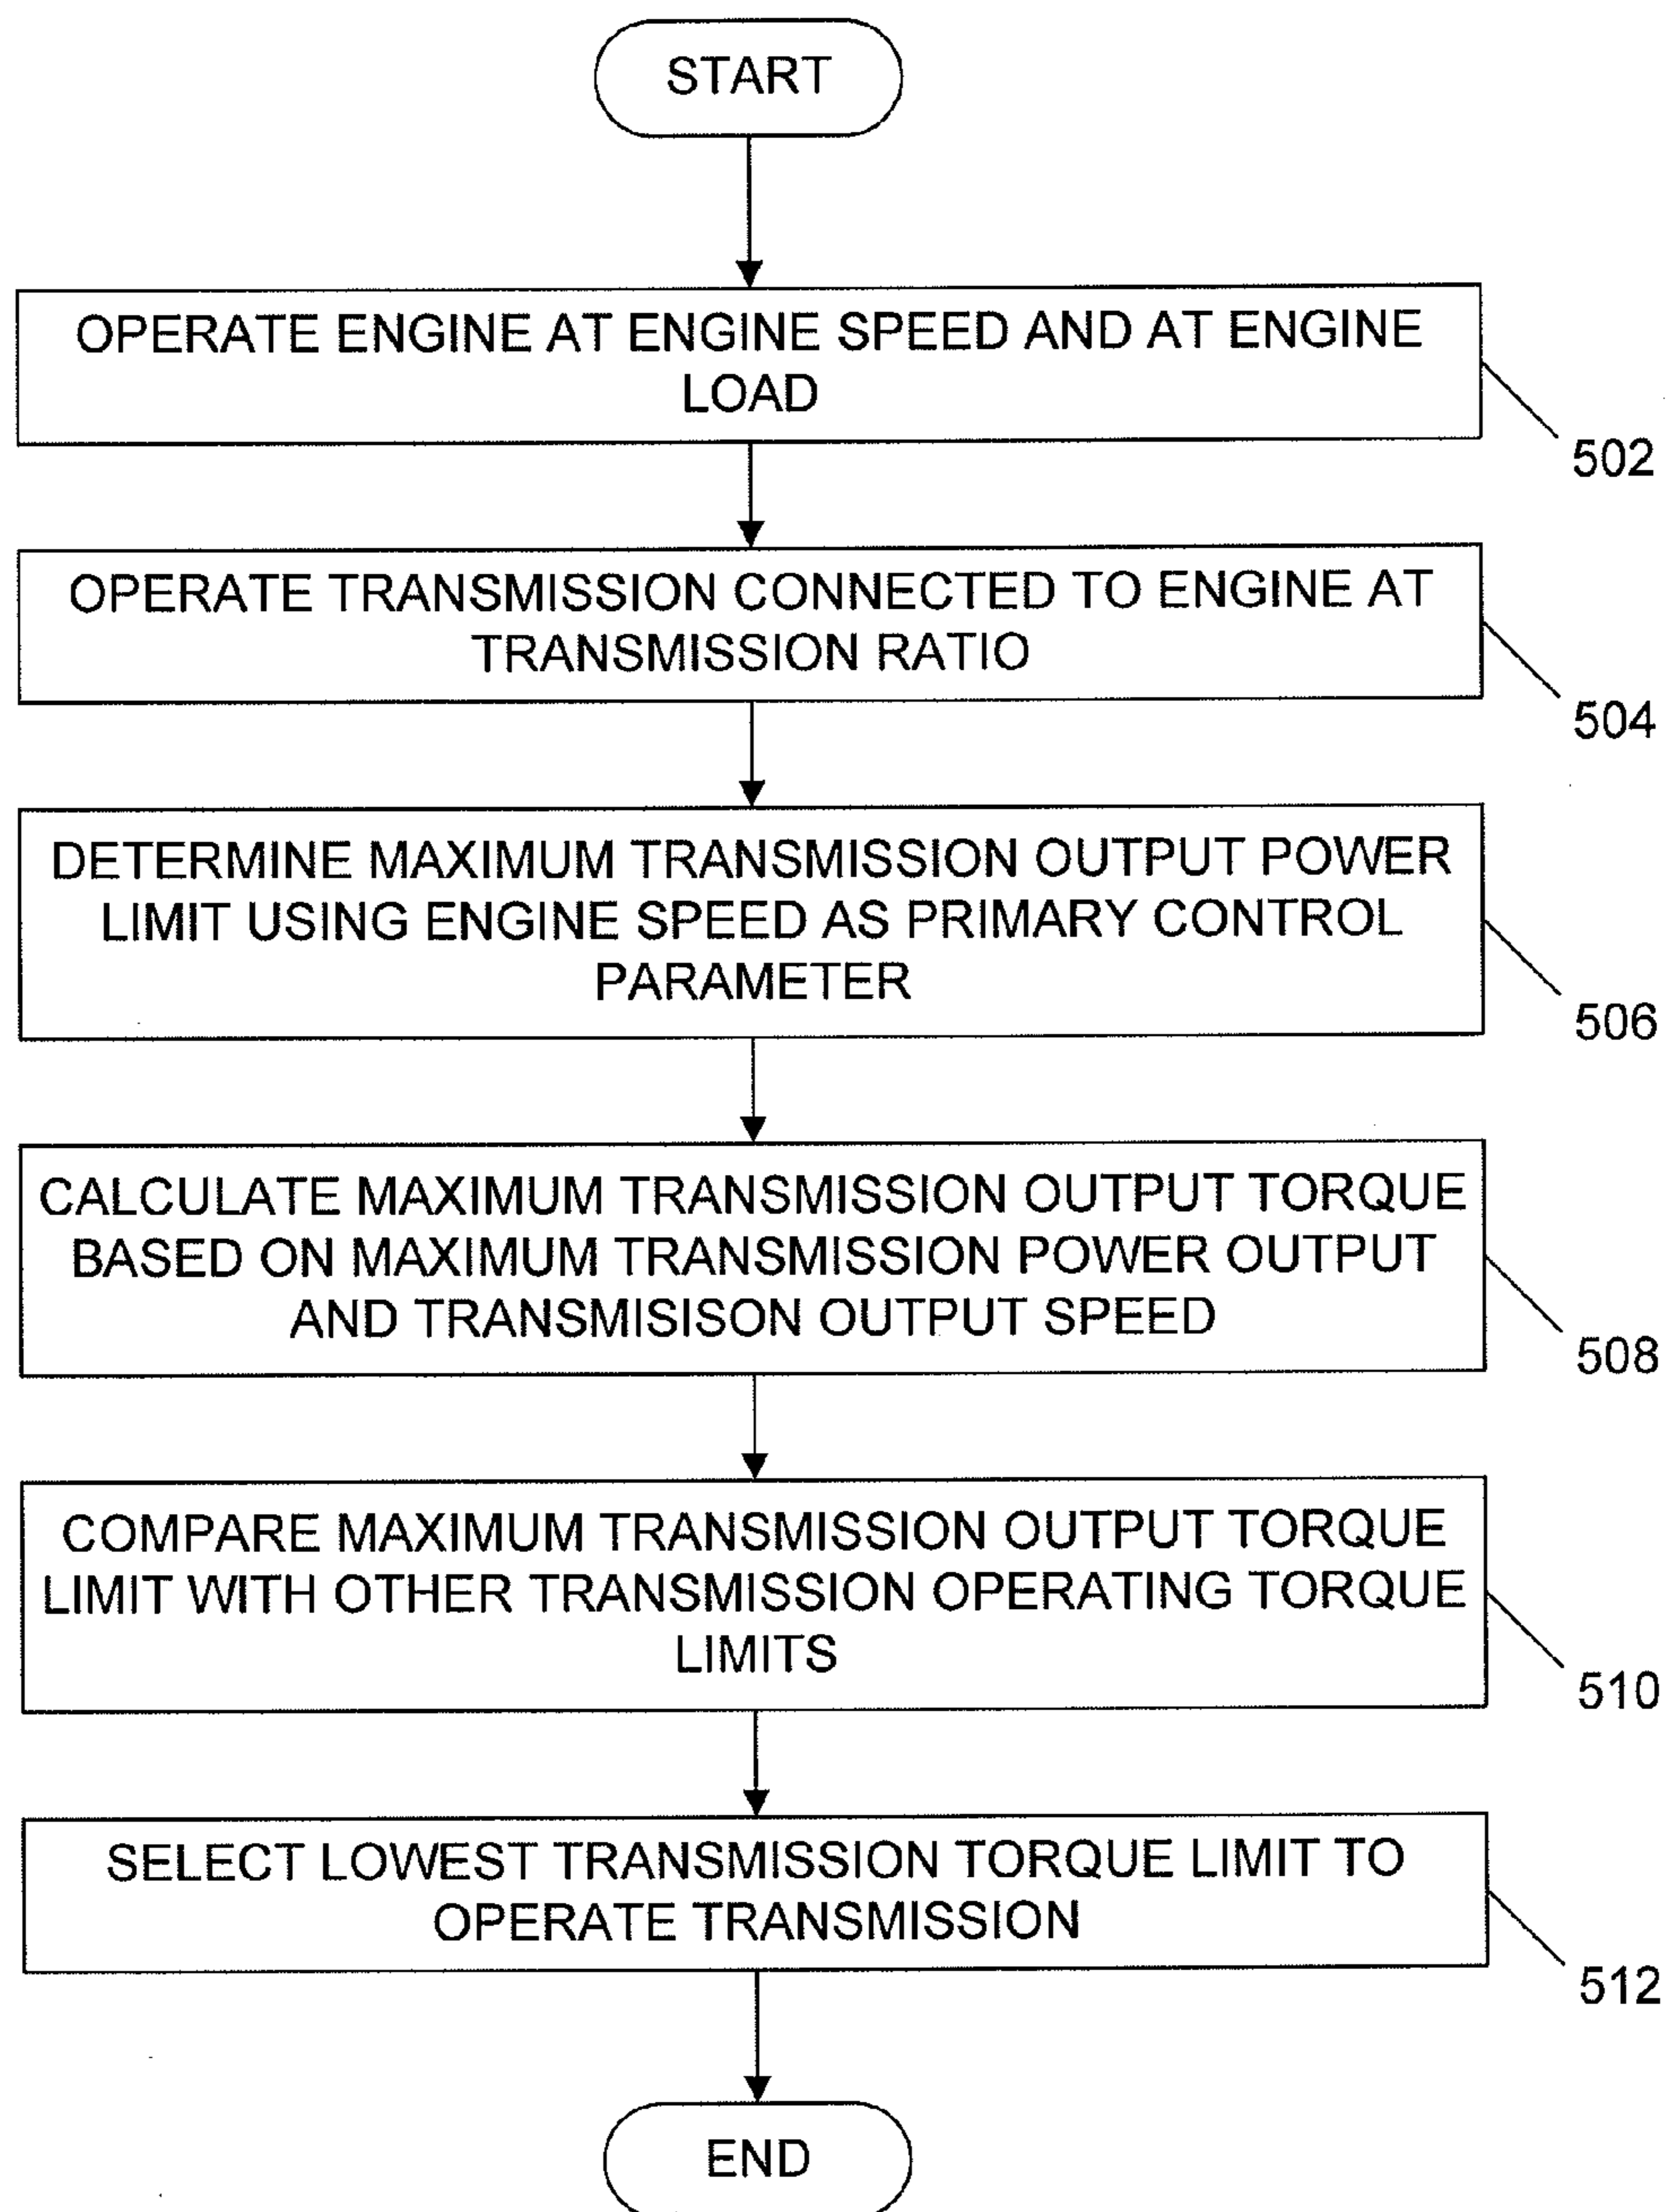 START
OPERATE ENGINE AT ENGINE SPEED AND AT ENGINE
LOAD
502
OPERATE TRANSMISSION CONNECTED TO ENGINE AT
TRANSMISSION RATIO
504
DETERMINE MAXIMUM TRANSMISSION OUTPUT POWER
LIMIT USING ENGINE SPEED AS PRIMARY CONTROL
PARAMETER
506
CALCULATE MAXIMUM TRANSMISSION OUTPUT TORQUE
BASED ON MAXIMUM TRANSMISSION POWER OUTPUT
AND TRANSMISISON OUTPUT SPEED
508
COMPARE MAXIMUM TRANSMISSION OUTPUT TORQUE
LIMIT WITH OTHER TRANSMISSION OPERATING TORQUE
LIMITS
510
SELECT LOWEST TRANSMISSION TORQUE LIMIT TO
OPERATE TRANSMISSION
512
END